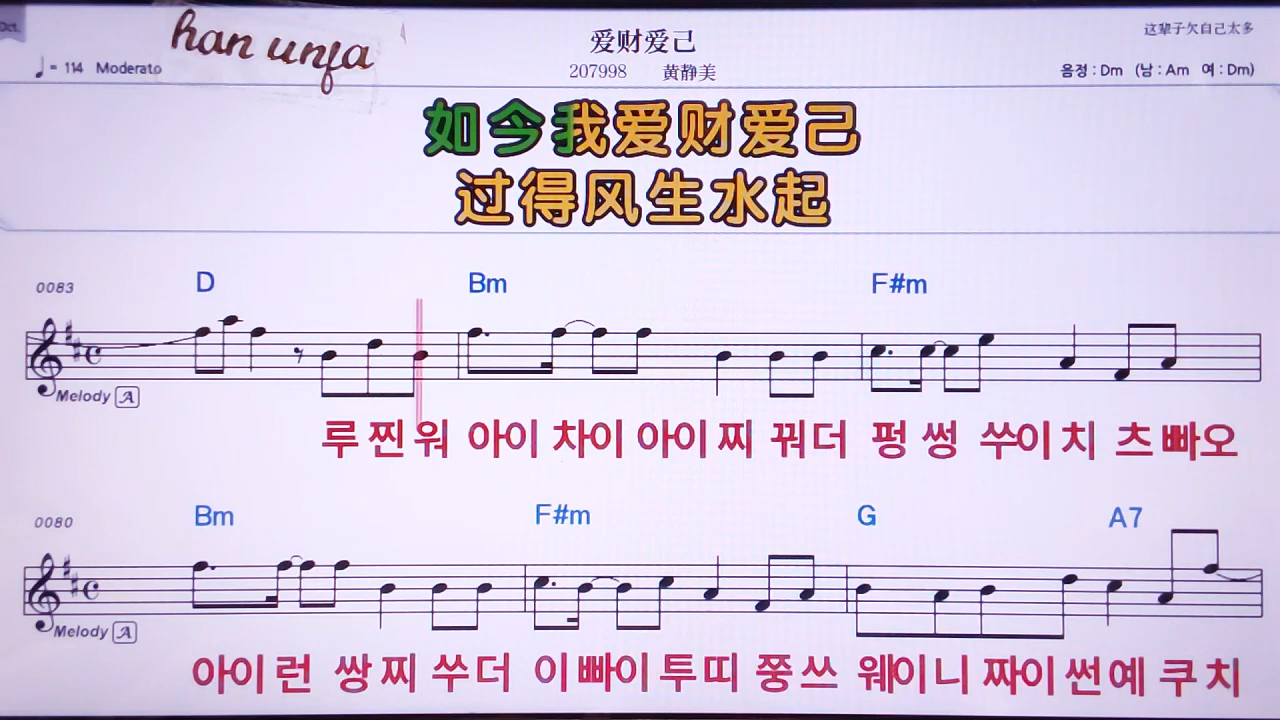 Oct.
han unfa
爱财爱己
这辈子欠自己太多
♩= 114 Moderato
207998 黄静美
음정 : Dm (남 : Am 여 : Dm)
如今我爱财爱己
过得风生水起
0083 D Bm F#m
Melody A
루 찐 워 아이 차이 아이 찌 꿔 더 펑 썽 쑤이 치 츠 빠오
0080 Bm F#m G A7
Melody A
아이 런 쌍 찌 쑤 더 이 빠이 투 띠 쭝 쓰 웨이 니 짜이 썬 예 쿠 치